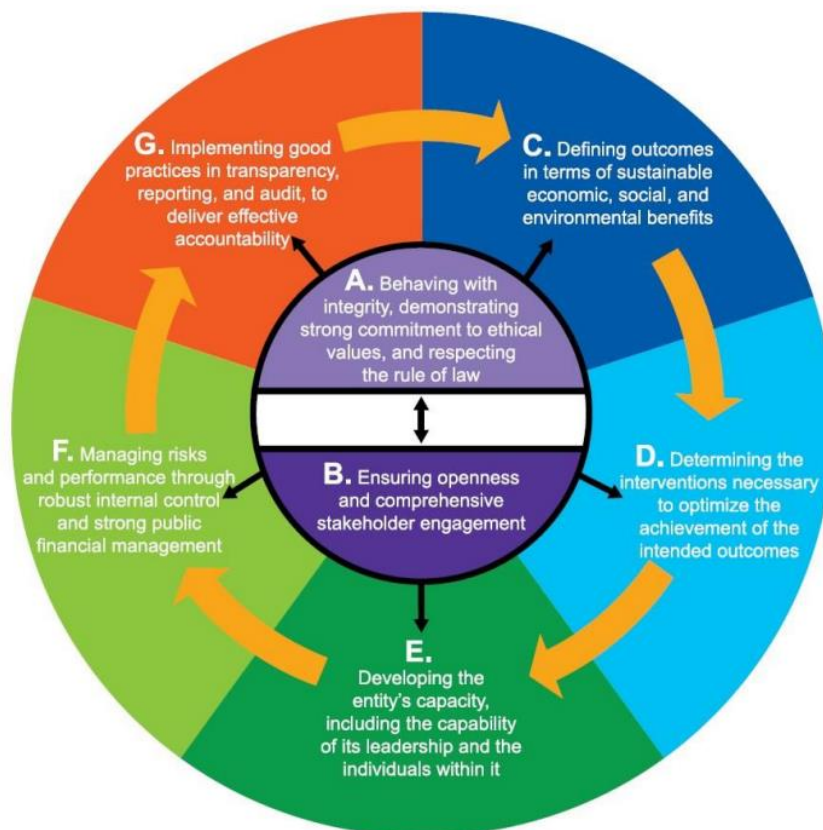 A. Behaving with
integrity, demonstrating
strong commitment to ethical
values, and respecting
the rule of law
B. Ensuring openness
and comprehensive
stakeholder engagement
C. Defining outcomes
in terms of sustainable
economic, social, and
environmental benefits
D. Determining the
interventions necessary
to optimize the
achievement of the
intended outcomes
E.
Developing the
entity's capacity,
including the capability
of its leadership and the
individuals within it
F. Managing risks
and performance through
robust internal control
and strong public
financial management
G. Implementing good
practices in transparency,
reporting, and audit, to
deliver effective
accountability